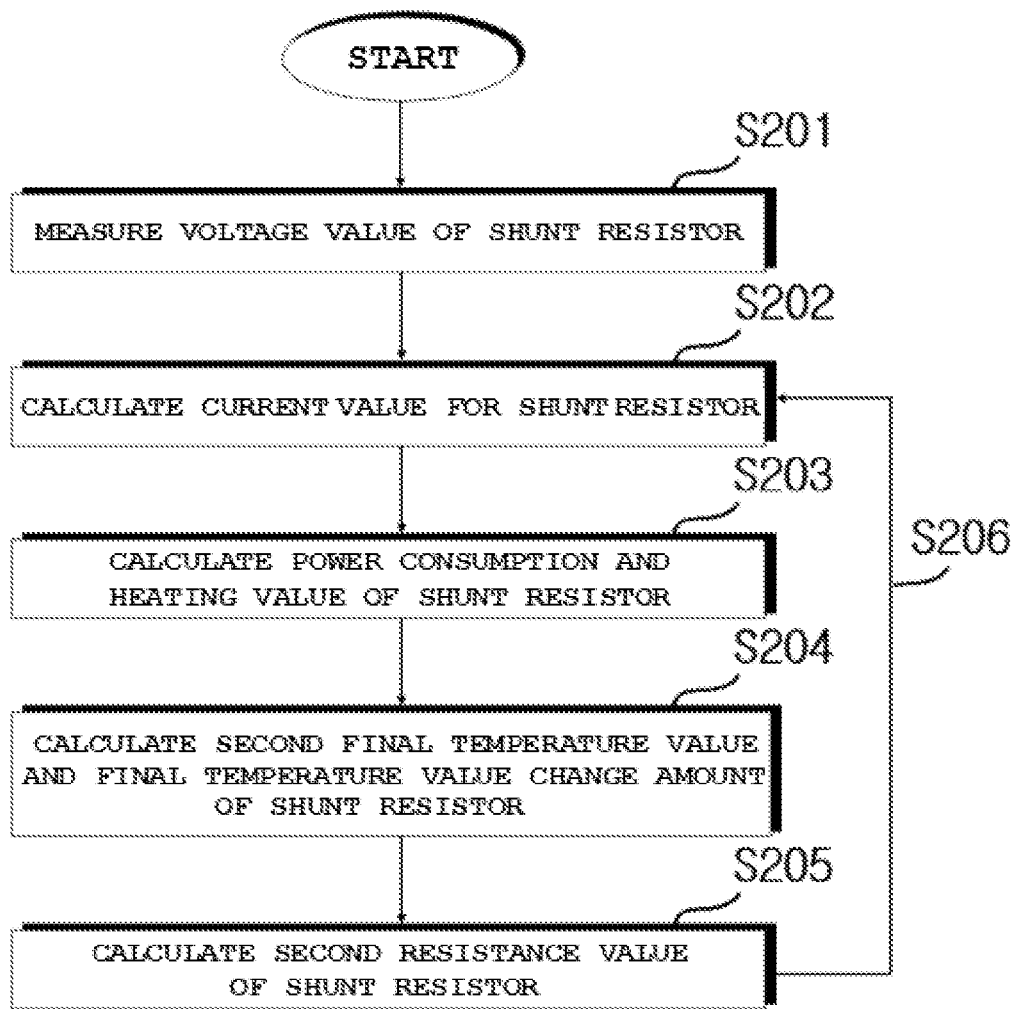 START
S201
MEASURE VOLTAGE VALUE OF SHUNT RESISTOR
S202
CALCULATE CURRENT VALUE FOR SHUNT RESISTOR
S203
CALCULATE POWER CONSUMPTION AND
HEATING VALUE OF SHUNT RESISTOR
S206
S204
CALCULATE SECOND FINAL TEMPERATURE VALUE
AND FINAL TEMPERATURE VALUE CHANGE AMOUNT
OF SHUNT RESISTOR
S205
CALCULATE SECOND RESISTANCE VALUE
OF SHUNT RESISTOR